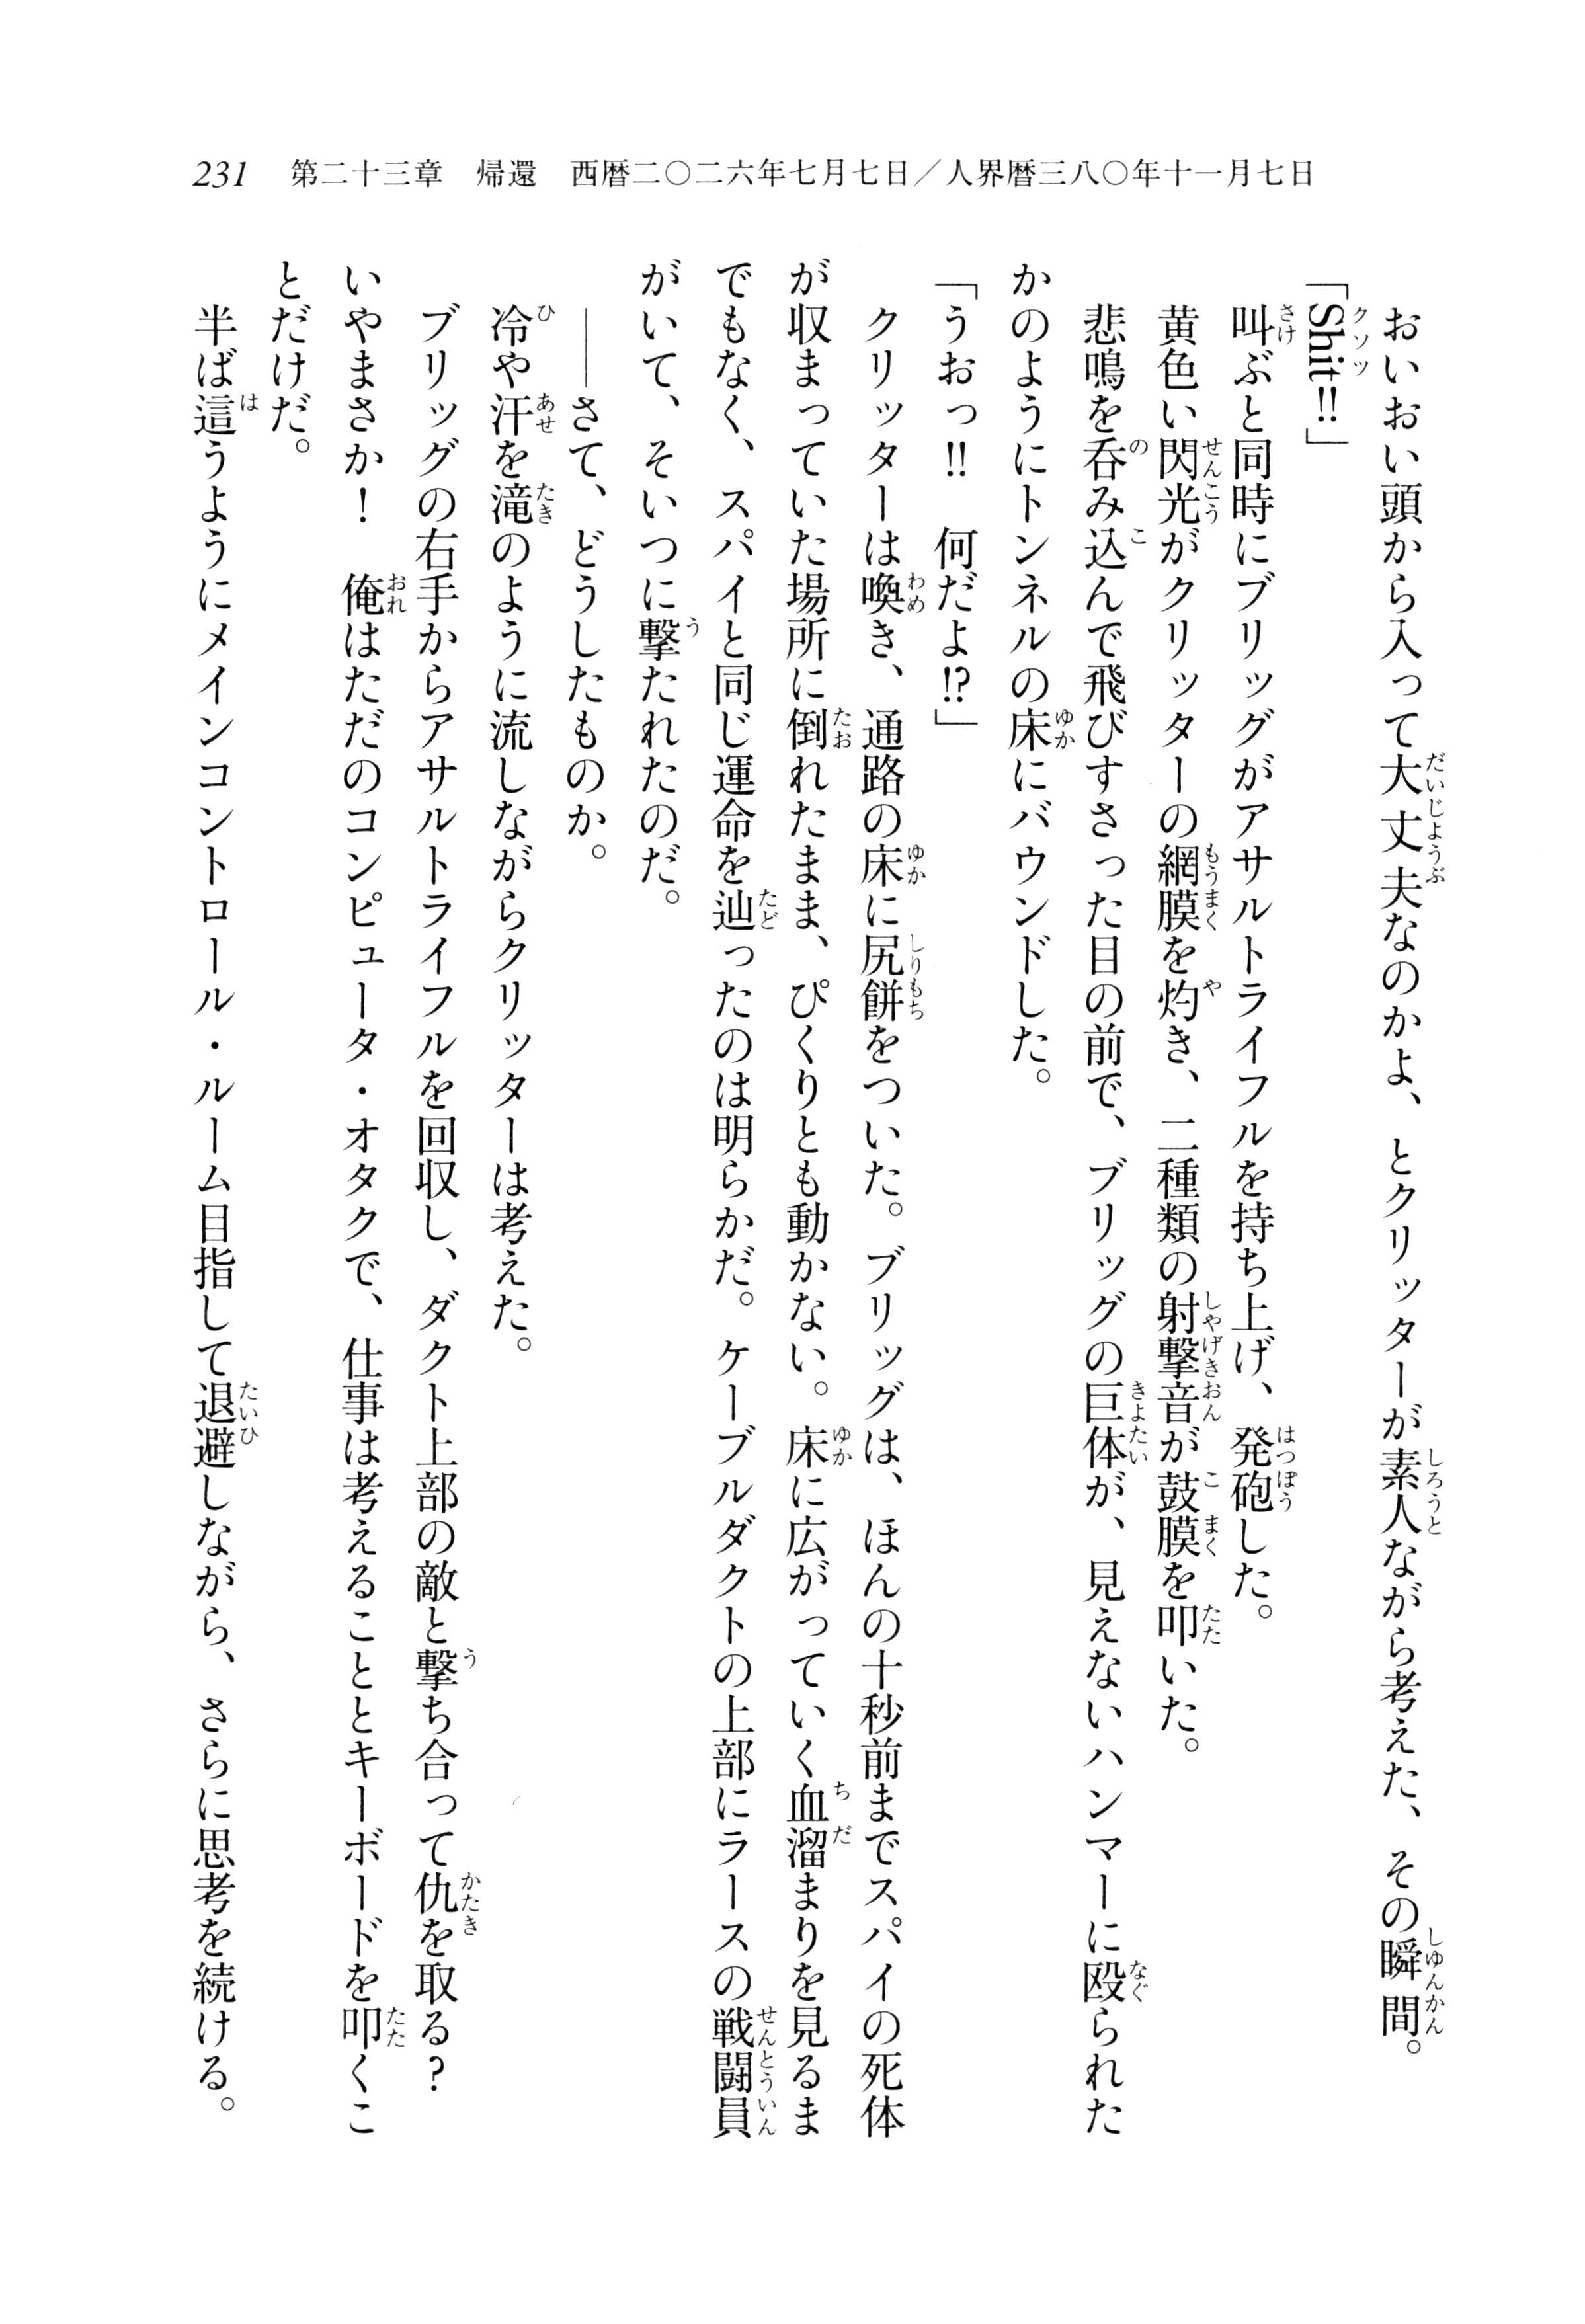 231　第二十三章　帰還　西暦二〇二六年七月七日／人界暦三八〇年十一月七日
　おいおい頭から入って大丈夫なのかよ、とクリッターが素人ながら考えた、その瞬間。
「Shit!!」
　叫ぶと同時にブリッグがアサルトライフルを持ち上げ、発砲した。
　黄色い閃光がクリッターの網膜を灼き、二種類の射撃音が鼓膜を叩いた。
　悲鳴を呑み込んで飛びすさった目の前で、ブリッグの巨体が、見えないハンマーに殴られた
かのようにトンネルの床にバウンドした。
「うおっ!!　何だよ!?」
　クリッターは喚き、通路の床に尻餅をついた。ブリッグは、ほんの十秒前までスパイの死体
が収まっていた場所に倒れたまま、ぴくりとも動かない。床に広がっていく血溜まりを見るま
でもなく、スパイと同じ運命を辿ったのは明らかだ。ケーブルダクトの上部にラースの戦闘員
がいて、そいつに撃たれたのだ。
　――さて、どうしたものか。
　冷や汗を滝のように流しながらクリッターは考えた。
　ブリッグの右手からアサルトライフルを回収し、ダクト上部の敵と撃ち合って仇を取る？
いやまさか！　俺はただのコンピュータ・オタクで、仕事は考えることとキーボードを叩くこ
とだけだ。
　半ば這うようにメインコントロール・ルーム目指して退避しながら、さらに思考を続ける。